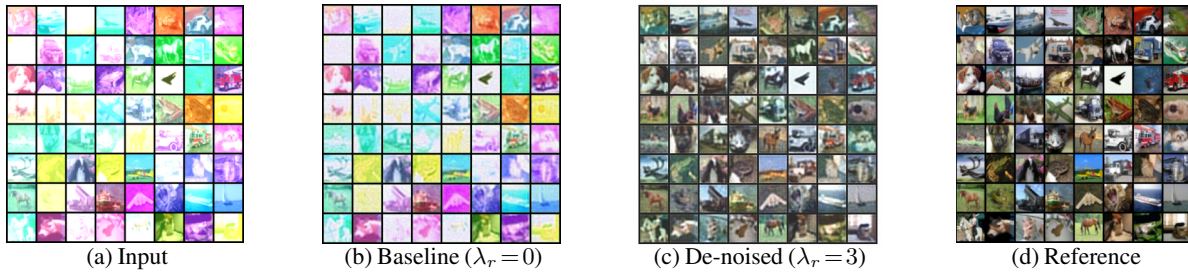 (a) Input
(b) Baseline (λr = 0)
(c) De-noised (λr = 3)
(d) Reference